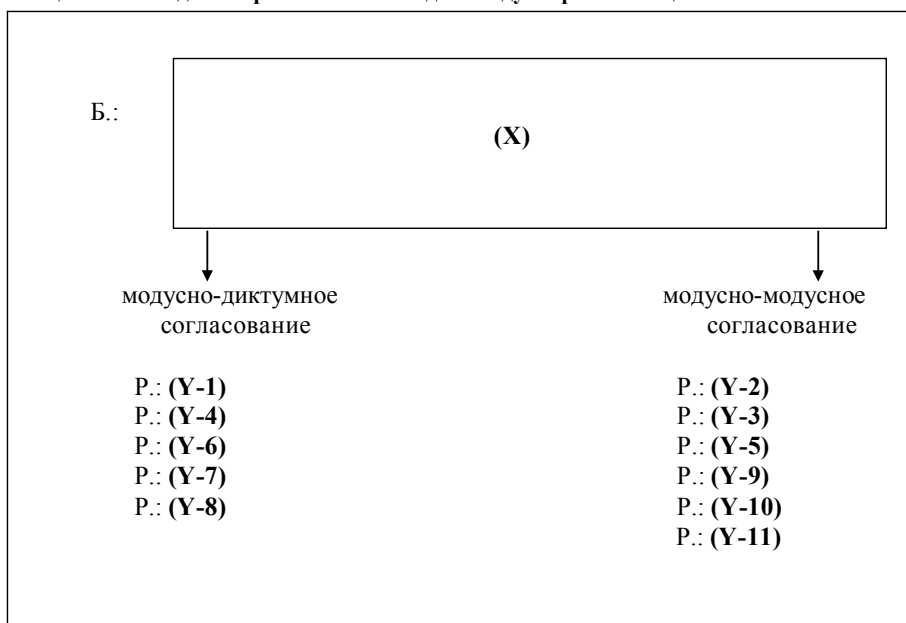 Б.:
(X)
модусно-диктумное
согласование
модусно-модусное
согласование
Р.: (Y-1)
Р.: (Y-4)
Р.: (Y-6)
Р.: (Y-7)
Р.: (Y-8)
Р.: (Y-2)
Р.: (Y-3)
Р.: (Y-5)
Р.: (Y-9)
Р.: (Y-10)
Р.: (Y-11)